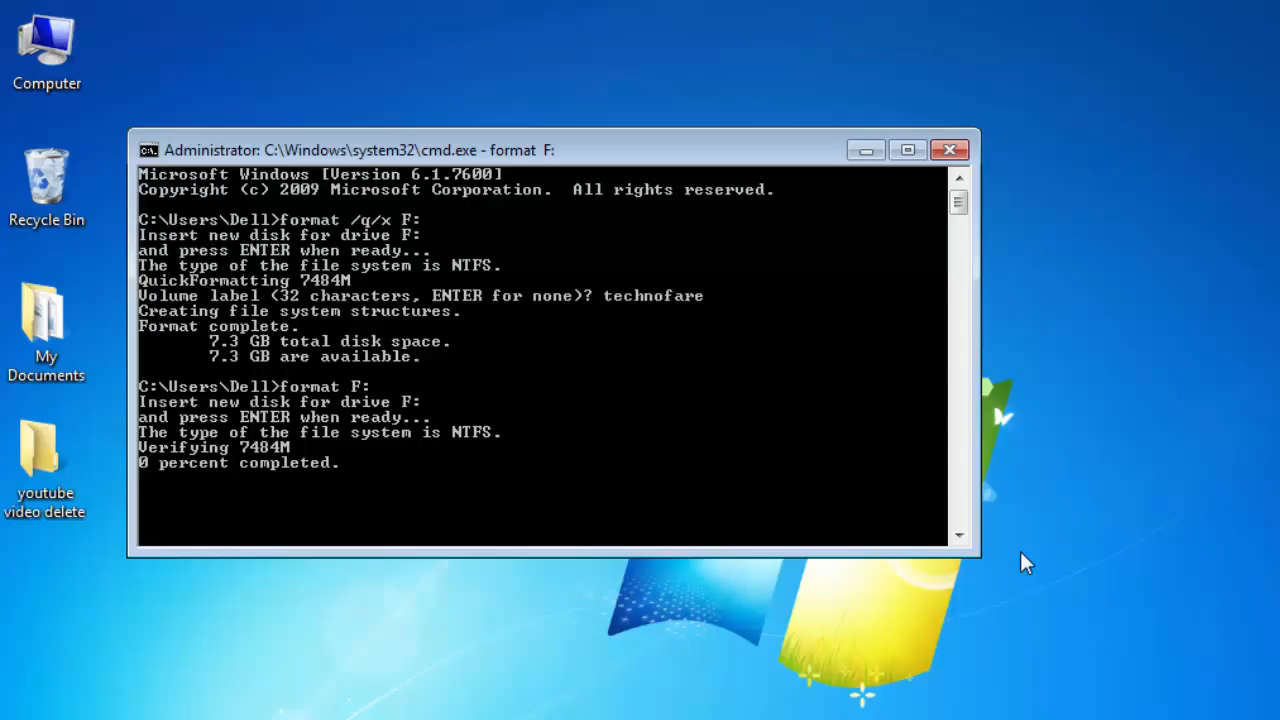 Computer
Recycle Bin
My
Documents
youtube
video delete
Administrator: C:\Windows\system32\cmd.exe - format  F:
Microsoft Windows [Version 6.1.7600]
Copyright (c) 2009 Microsoft Corporation.  All rights reserved.
C:\Users\Dell>format /q/x F:
Insert new disk for drive F:
and press ENTER when ready...
The type of the file system is NTFS.
QuickFormatting 7484M
Volume label (32 characters, ENTER for none)? technofare
Creating file system structures.
Format complete.
       7.3 GB total disk space.
       7.3 GB are available.
C:\Users\Dell>format F:
Insert new disk for drive F:
and press ENTER when ready...
The type of the file system is NTFS.
Verifying 7484M
0 percent completed.